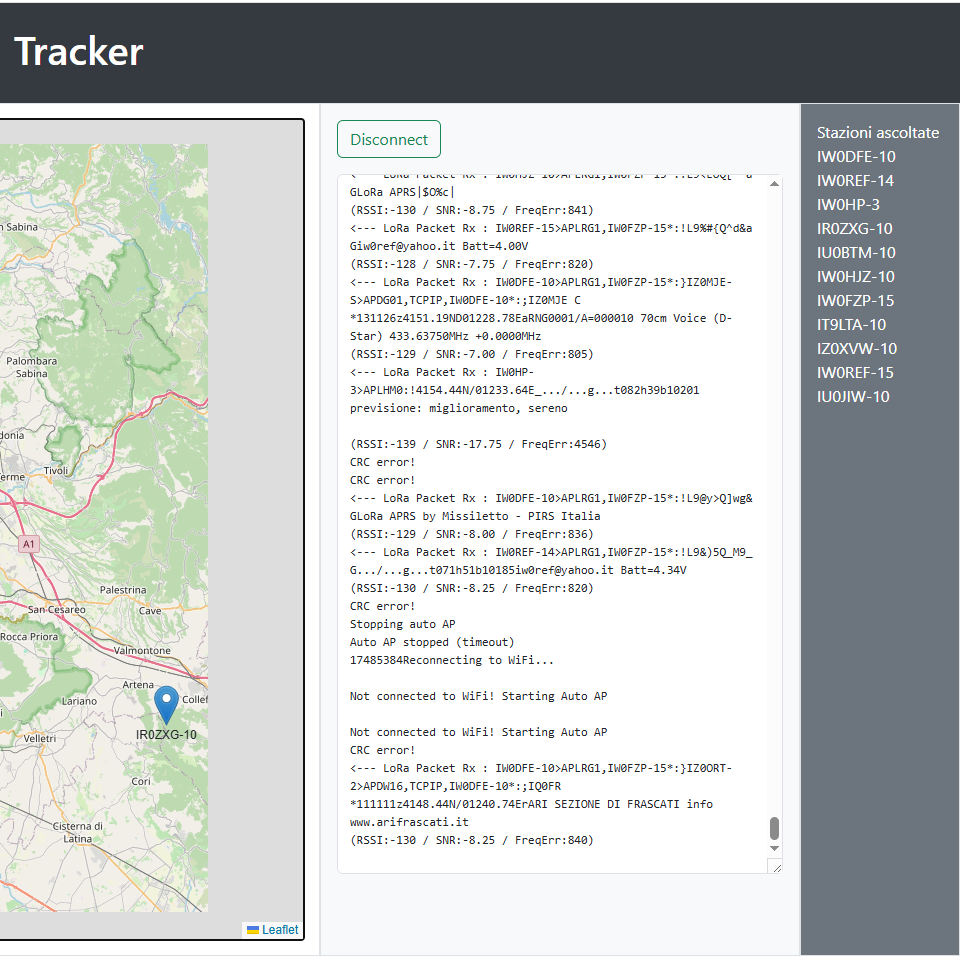 Tracker
n Sabina
Palombara
Sabina
donia
erme
Tivoli
A1
Palestrina
San Cesareo
Cave
Rocca Priora
Valmontone
Artena
Collef
Lariano
IR0ZXG-10
Velletri
Cori
Cisterna di
Latina
Leaflet
Disconnect
GLoRa APRS|$O%c|
(RSSI:-130 / SNR:-8.75 / FreqErr:841)
<--- LoRa Packet Rx : IW0REF-15>APLRG1,IW0FZP-15*:!L9%#{Q^d&a
Giw0ref@yahoo.it Batt=4.00V
(RSSI:-128 / SNR:-7.75 / FreqErr:820)
<--- LoRa Packet Rx : IW0DFE-10>APLRG1,IW0FZP-15*:}IZ0MJE-
S>APDG01,TCPIP,IW0DFE-10*:;IZ0MJE C
*131126z4151.19ND01228.78EaRNG0001/A=000010 70cm Voice (D-
Star) 433.63750MHz +0.0000MHz
(RSSI:-129 / SNR:-7.00 / FreqErr:805)
<--- LoRa Packet Rx : IW0HP-
3>APLHM0:!4154.44N/01233.64E_.../...g...t082h39b10201
previsione: miglioramento, sereno
(RSSI:-139 / SNR:-17.75 / FreqErr:4546)
CRC error!
CRC error!
<--- LoRa Packet Rx : IW0DFE-10>APLRG1,IW0FZP-15*:!L9@y>Q]wg&
GLoRa APRS by Missiletto - PIRS Italia
(RSSI:-129 / SNR:-8.00 / FreqErr:836)
<--- LoRa Packet Rx : IW0REF-14>APLRG1,IW0FZP-15*:!L9&)5Q_M9_
G.../...g...t071h51b10185iw0ref@yahoo.it Batt=4.34V
(RSSI:-130 / SNR:-8.25 / FreqErr:820)
CRC error!
Stopping auto AP
Auto AP stopped (timeout)
17485384Reconnecting to WiFi...
Not connected to WiFi! Starting Auto AP
Not connected to WiFi! Starting Auto AP
CRC error!
<--- LoRa Packet Rx : IW0DFE-10>APLRG1,IW0FZP-15*:}IZ0ORT-
2>APDW16,TCPIP,IW0DFE-10*:;IQ0FR
*111111z4148.44N/01240.74ErARI SEZIONE DI FRASCATI info
www.arifrascati.it
(RSSI:-130 / SNR:-8.25 / FreqErr:840)
Stazioni ascoltate
IW0DFE-10
IW0REF-14
IW0HP-3
IR0ZXG-10
IU0BTM-10
IW0HJZ-10
IW0FZP-15
IT9LTA-10
IZ0XVW-10
IW0REF-15
IU0JIW-10